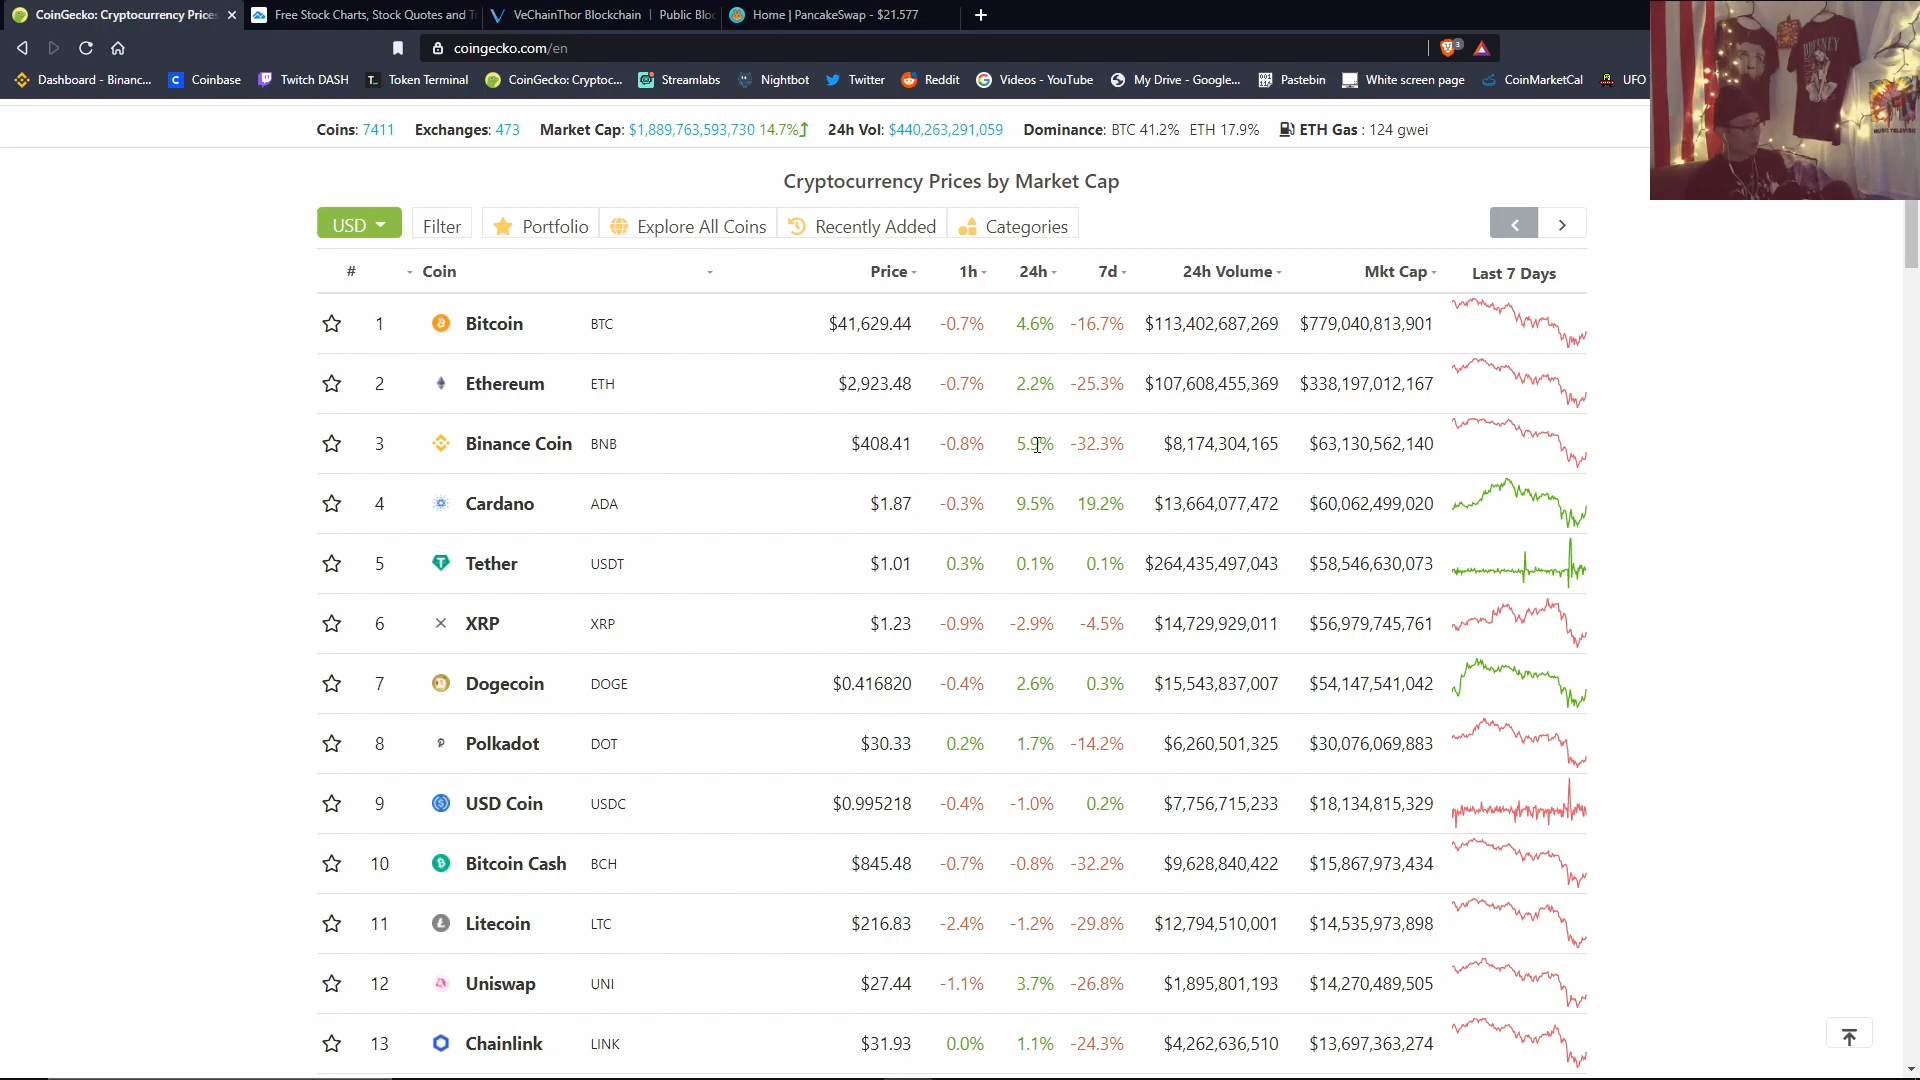 CoinGecko: Cryptocurrency Prices
Free Stock Charts, Stock Quotes and T
VeChainThor Blockchain | Public Bloc
Home | PancakeSwap - $21.577
coingecko.com/en
3
Dashboard - Binanc...
Coinbase
Twitch DASH
Token Terminal
CoinGecko: Cryptoc...
Streamlabs
Nightbot
Twitter
Reddit
Videos - YouTube
My Drive - Google...
Pastebin
White screen page
CoinMarketCal
UFO
Coins: 7411 Exchanges: 473 Market Cap: $1,889,763,593,730 14.7% 24h Vol: $440,263,291,059 Dominance: BTC 41.2% ETH 17.9% ETH Gas : 124 gwei
MUSIC TELEVISION
Cryptocurrency Prices by Market Cap
USD Filter Portfolio Explore All Coins Recently Added Categories
# Coin Price 1h 24h 7d 24h Volume Mkt Cap Last 7 Days
1 Bitcoin BTC $41,629.44 -0.7% 4.6% -16.7% $113,402,687,269 $779,040,813,901
2 Ethereum ETH $2,923.48 -0.7% 2.2% -25.3% $107,608,455,369 $338,197,012,167
3 Binance Coin BNB $408.41 -0.8% 5.9% -32.3% $8,174,304,165 $63,130,562,140
4 Cardano ADA $1.87 -0.3% 9.5% 19.2% $13,664,077,472 $60,062,499,020
5 Tether USDT $1.01 0.3% 0.1% 0.1% $264,435,497,043 $58,546,630,073
6 XRP XRP $1.23 -0.9% -2.9% -4.5% $14,729,929,011 $56,979,745,761
7 Dogecoin DOGE $0.416820 -0.4% 2.6% 0.3% $15,543,837,007 $54,147,541,042
8 Polkadot DOT $30.33 0.2% 1.7% -14.2% $6,260,501,325 $30,076,069,883
9 USD Coin USDC $0.995218 -0.4% -1.0% 0.2% $7,756,715,233 $18,134,815,329
10 Bitcoin Cash BCH $845.48 -0.7% -0.8% -32.2% $9,628,840,422 $15,867,973,434
11 Litecoin LTC $216.83 -2.4% -1.2% -29.8% $12,794,510,001 $14,535,973,898
12 Uniswap UNI $27.44 -1.1% 3.7% -26.8% $1,895,801,193 $14,270,489,505
13 Chainlink LINK $31.93 0.0% 1.1% -24.3% $4,262,636,510 $13,697,363,274